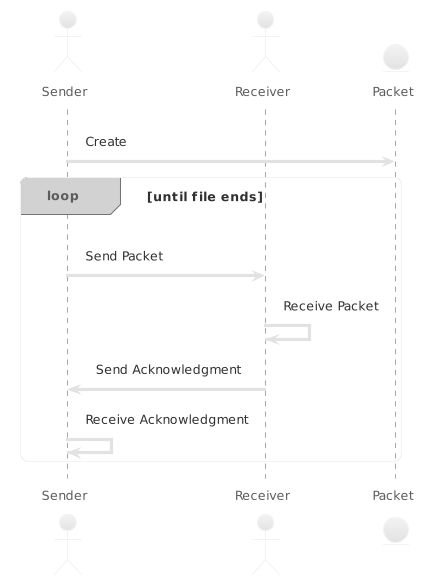 Sender Receiver Packet
Create
loop [until file ends]
Send Packet
Receive Packet
Send Acknowledgment
Receive Acknowledgment
Sender Receiver Packet